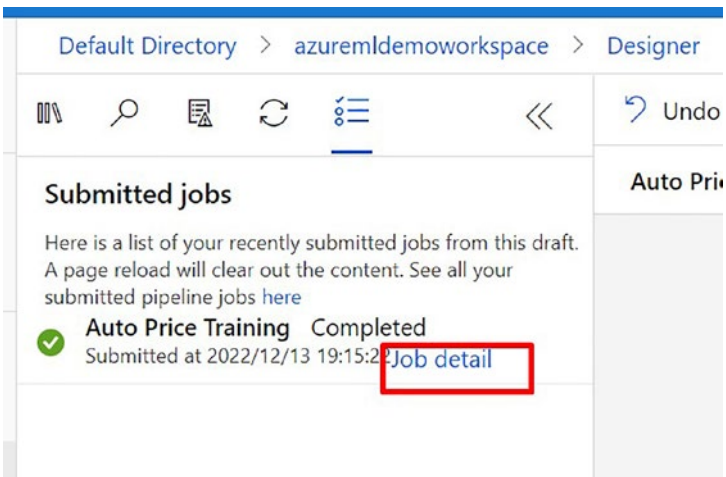 Default Directory > azuremldemoworkspace > Designer
Undo
Auto Pri
Submitted jobs
Here is a list of your recently submitted jobs from this draft.
A page reload will clear out the content. See all your
submitted pipeline jobs here
Auto Price Training Completed
Submitted at 2022/12/13 19:15:22 Job detail